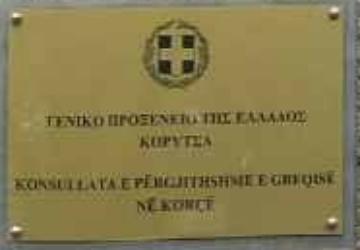 ΓΕΝΙΚΟ ΠΡΟΞΕΝΕΙΟ ΤΗΣ ΕΛΛΑΔΟΣ
ΚΟΡΥΤΣΑ
KONSULLATA E PËRGJITHSHME E GREQISË
NË KORÇË